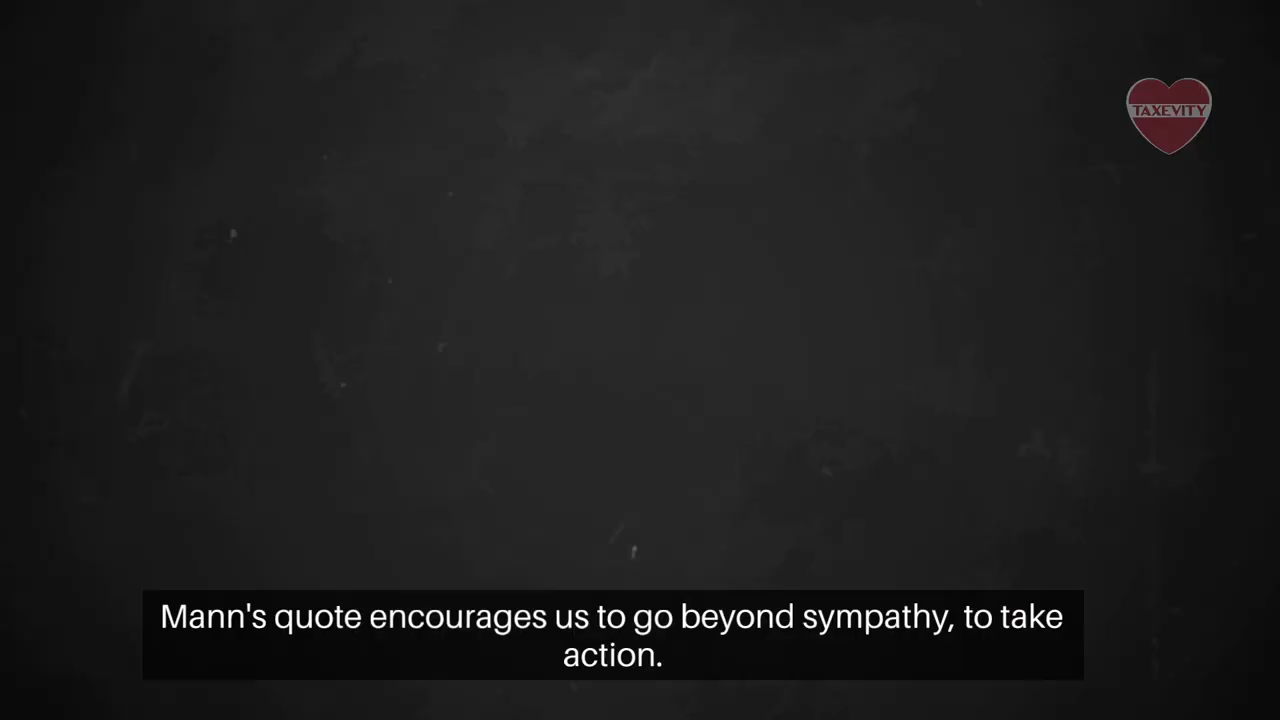 TAXEVITY
Mann's quote encourages us to go beyond sympathy, to take
action.